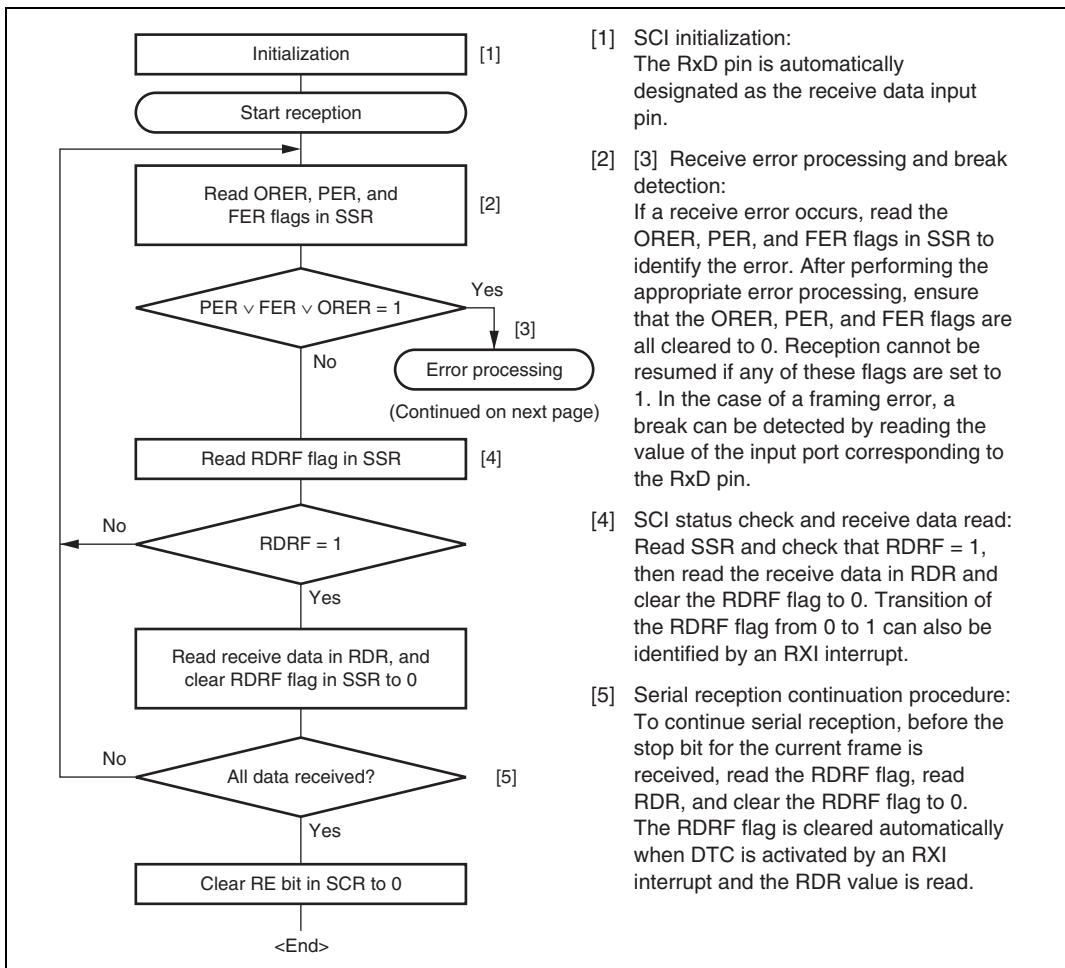 Initialization
[1]
Start reception
Read ORER, PER, and
FER flags in SSR
[2]
PER ∨ FER ∨ ORER = 1
Yes
[3]
No
Error processing
(Continued on next page)
Read RDRF flag in SSR
[4]
No
RDRF = 1
Yes
Read receive data in RDR, and
clear RDRF flag in SSR to 0
No
All data received?
[5]
Yes
Clear RE bit in SCR to 0
<End>
[1] SCI initialization:
The RxD pin is automatically
designated as the receive data input
pin.
[2] [3] Receive error processing and break
detection:
If a receive error occurs, read the
ORER, PER, and FER flags in SSR to
identify the error. After performing the
appropriate error processing, ensure
that the ORER, PER, and FER flags are
all cleared to 0. Reception cannot be
resumed if any of these flags are set to
1. In the case of a framing error, a
break can be detected by reading the
value of the input port corresponding to
the RxD pin.
[4] SCI status check and receive data read:
Read SSR and check that RDRF = 1,
then read the receive data in RDR and
clear the RDRF flag to 0. Transition of
the RDRF flag from 0 to 1 can also be
identified by an RXI interrupt.
[5] Serial reception continuation procedure:
To continue serial reception, before the
stop bit for the current frame is
received, read the RDRF flag, read
RDR, and clear the RDRF flag to 0.
The RDRF flag is cleared automatically
when DTC is activated by an RXI
interrupt and the RDR value is read.